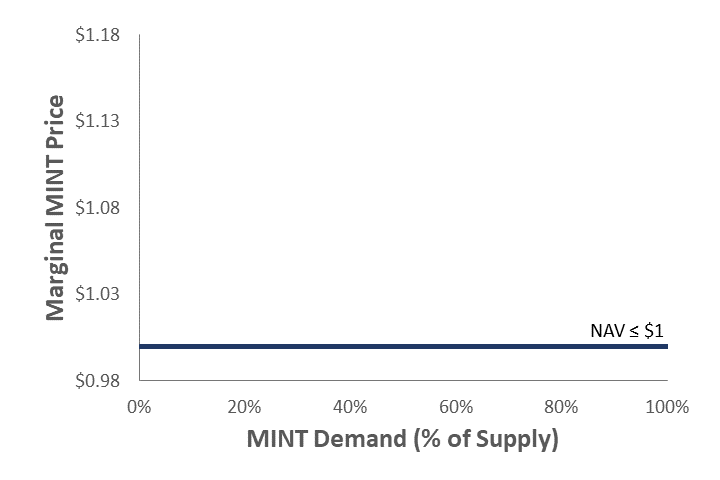 $1.18
$1.13
$1.08
$1.03
$0.98
Marginal MINT Price
NAV ≤ $1
0% 20% 40% 60% 80% 100%
MINT Demand (% of Supply)